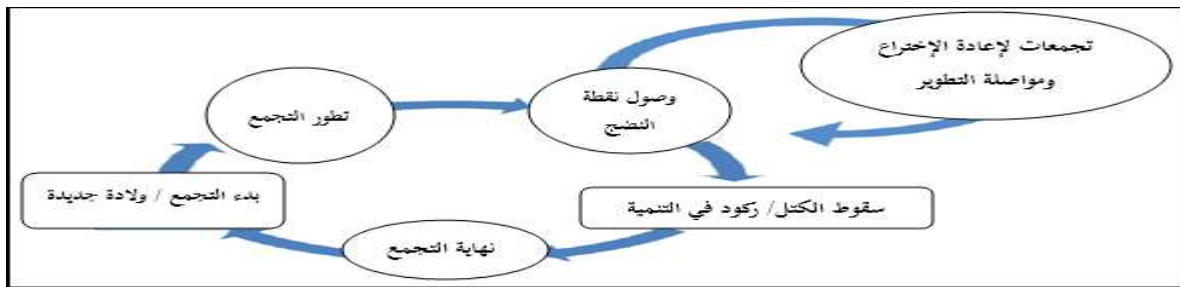 تجمعات لإعادة الإختراع
ومواصلة التطوير
وصول نقطة
النضج
تطور التجمع
بدء التجمع / ولادة جديدة
سقوط الكتل/ ركود في التنمية
نهاية التجمع